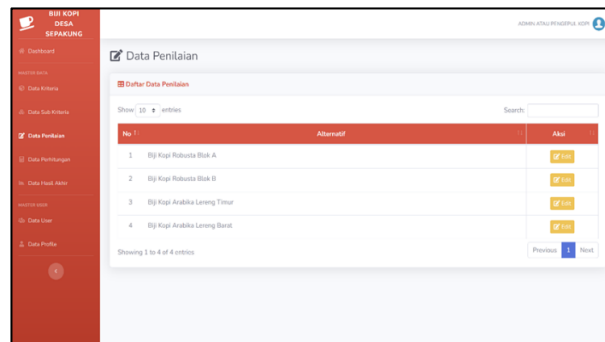 BIJI KOPI
DESA
SEPAKUNG
ADMIN ATAU PENGEPUL KOPI
Dashboard
MASTER DATA
Data Kriteria
Data Sub Kriteria
Data Penilaian
Data Perhitungan
Data Hasil Akhir
MASTER USER
Data User
Data Profile
Data Penilaian
Daftar Data Penilaian
Show 10 entries
Search:
No Alternatif Aksi
1 Biji Kopi Robusta Blok A Edit
2 Biji Kopi Robusta Blok B Edit
3 Biji Kopi Arabika Lereng Timur Edit
4 Biji Kopi Arabika Lereng Barat Edit
Showing 1 to 4 of 4 entries
Previous 1 Next